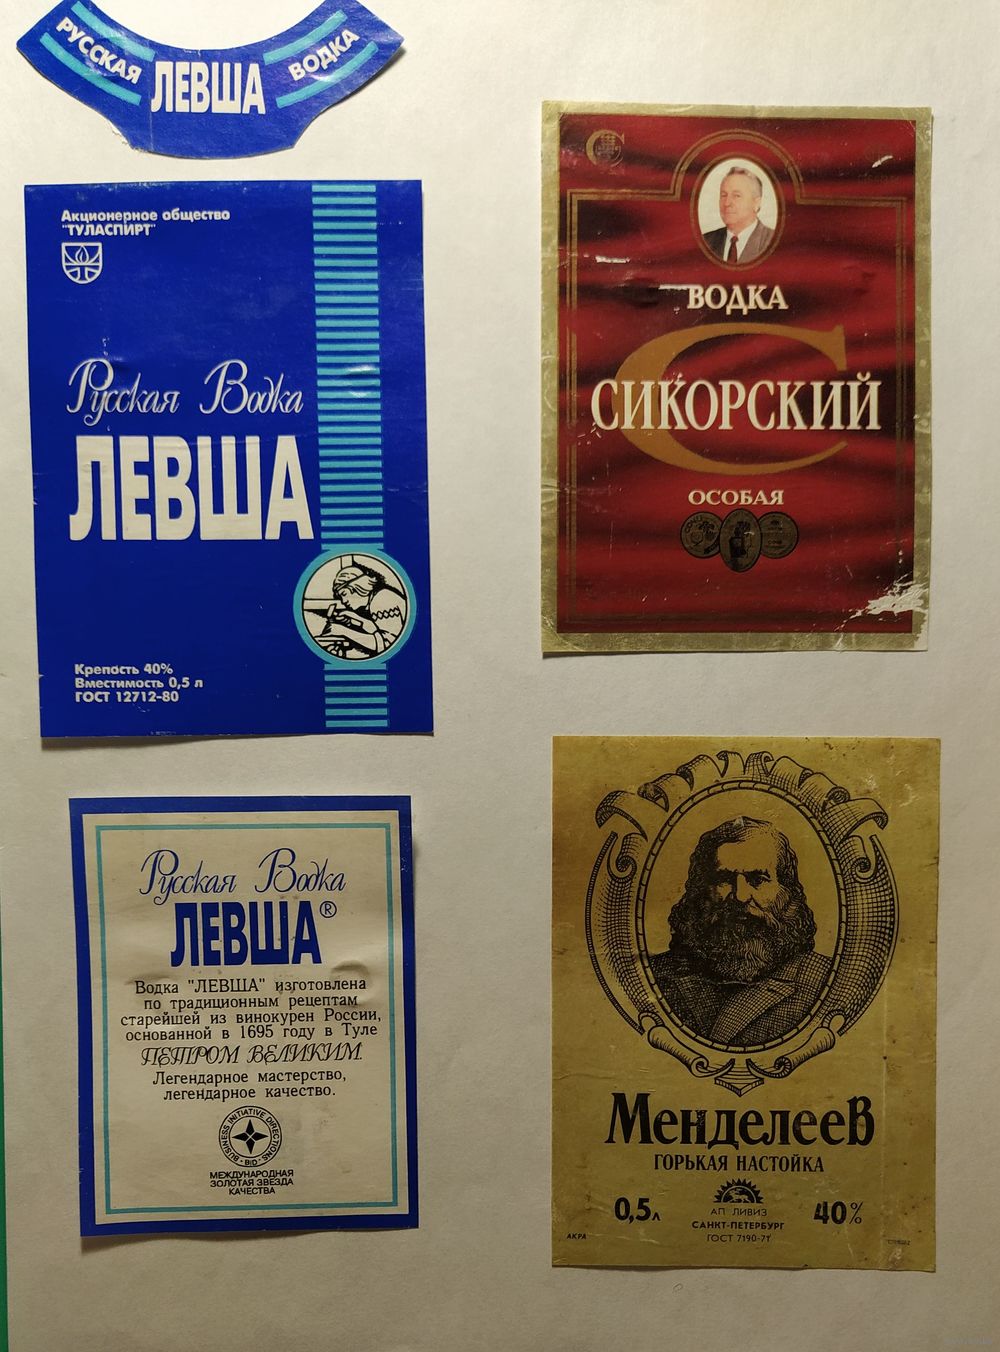 РУССКАЯ ЛЕВША ВОДКА
Акционерное общество
"ТУЛАСПИРТ"
Русская Водка
ЛЕВША
Крепость 40%
Вместимость 0,5 л
ГОСТ 12712-80
Русская Водка
ЛЕВША®
Водка "ЛЕВША" изготовлена
по традиционным рецептам
старейшей из винокурен России,
основанной в 1695 году в Туле
ПЕТРОМ ВЕЛИКИМ.
Легендарное мастерство,
легендарное качество.
BUSINESS INITIATIVE DIRECTIONS
BID
МЕЖДУНАРОДНАЯ
ЗОЛОТАЯ ЗВЕЗДА
КАЧЕСТВА
ВОДКА
СИКОРСКИЙ
ОСОБАЯ
Менделеев
ГОРЬКАЯ НАСТОЙКА
0,5л
АП ЛИВИЗ
САНКТ-ПЕТЕРБУРГ
ГОСТ 7190-71
40%
АКРА